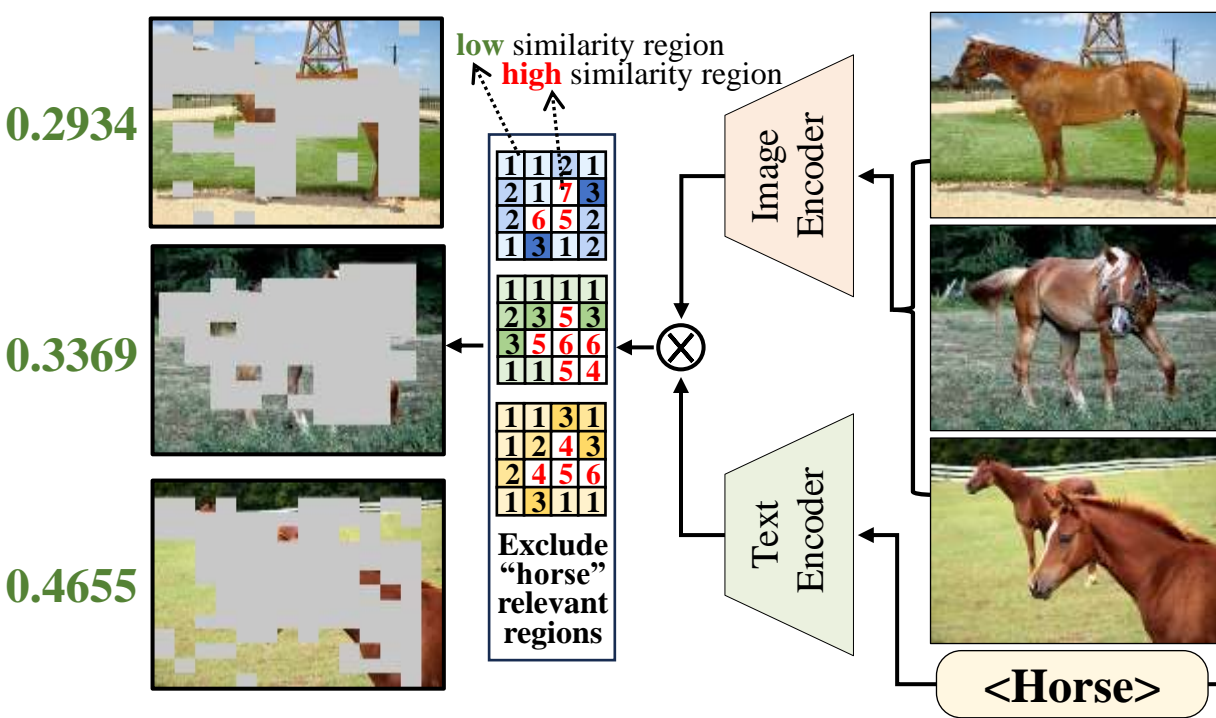 low similarity region
high similarity region
0.2934
0.3369
0.4655
1 1 2 1
2 1 7 3
2 6 5 2
1 3 1 2
1 1 1 1
2 3 5 3
3 5 6 6
1 1 5 4
1 1 3 1
1 2 4 3
2 4 5 6
1 3 1 1
Exclude
“horse”
relevant
regions
Image
Encoder
Text
Encoder
<Horse>